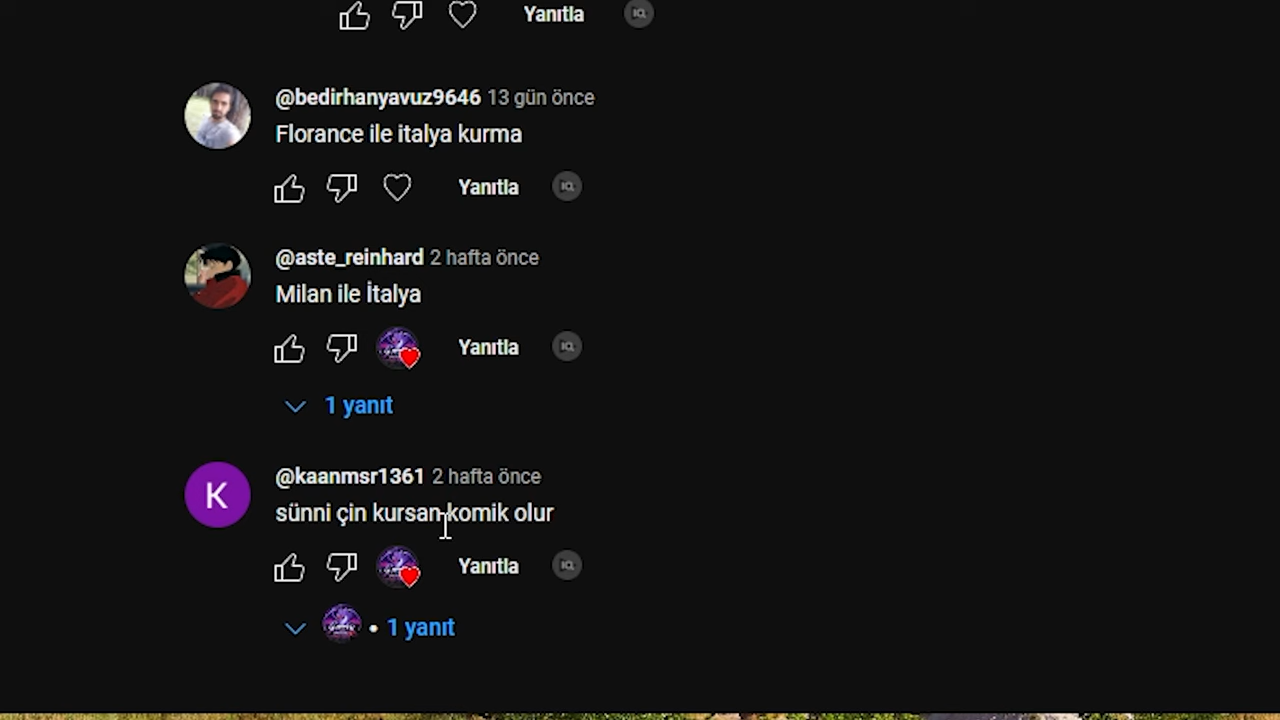 Yanıtla
@bedirhanyavuz9646 13 gün önce
Florance ile italya kurma
Yanıtla
@aste_reinhard 2 hafta önce
Milan ile İtalya
Yanıtla
1 yanıt
K
@kaanmsr1361 2 hafta önce
sünni çin kursan komik olur
Yanıtla
• 1 yanıt